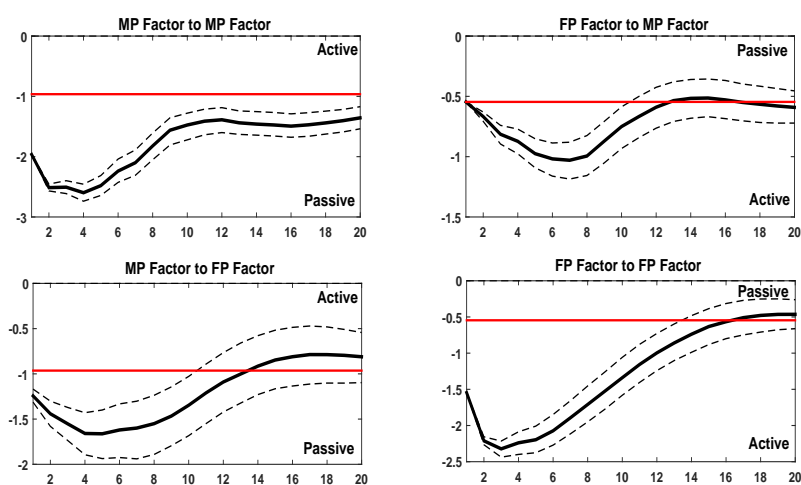 MP Factor to MP Factor
0
-1
-2
-3
Active
Passive
2 4 6 8 10 12 14 16 18 20
FP Factor to MP Factor
0
-0.5
-1
-1.5
Passive
Active
2 4 6 8 10 12 14 16 18 20
MP Factor to FP Factor
0
-0.5
-1
-1.5
-2
Active
Passive
2 4 6 8 10 12 14 16 18 20
FP Factor to FP Factor
0
-0.5
-1
-1.5
-2
-2.5
Passive
Active
2 4 6 8 10 12 14 16 18 20